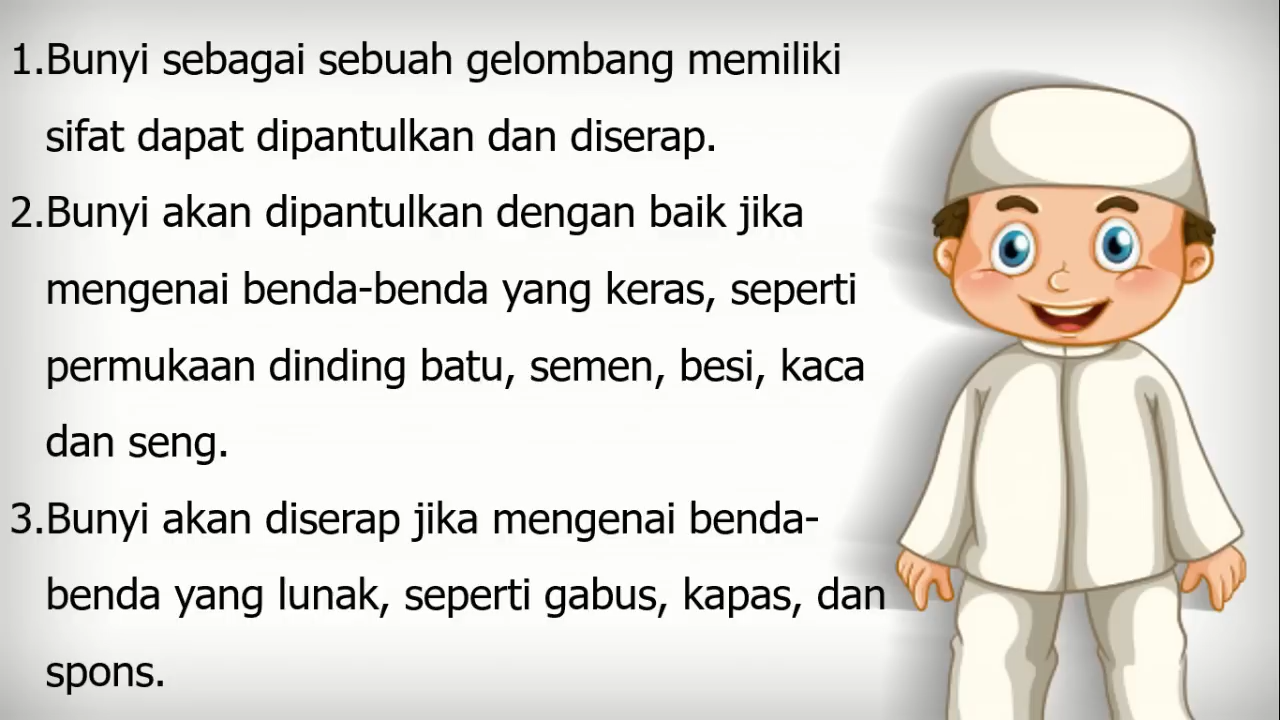 1.Bunyi sebagai sebuah gelombang memiliki
sifat dapat dipantulkan dan diserap.
2.Bunyi akan dipantulkan dengan baik jika
mengenai benda-benda yang keras, seperti
permukaan dinding batu, semen, besi, kaca
dan seng.
3.Bunyi akan diserap jika mengenai benda-
benda yang lunak, seperti gabus, kapas, dan
spons.